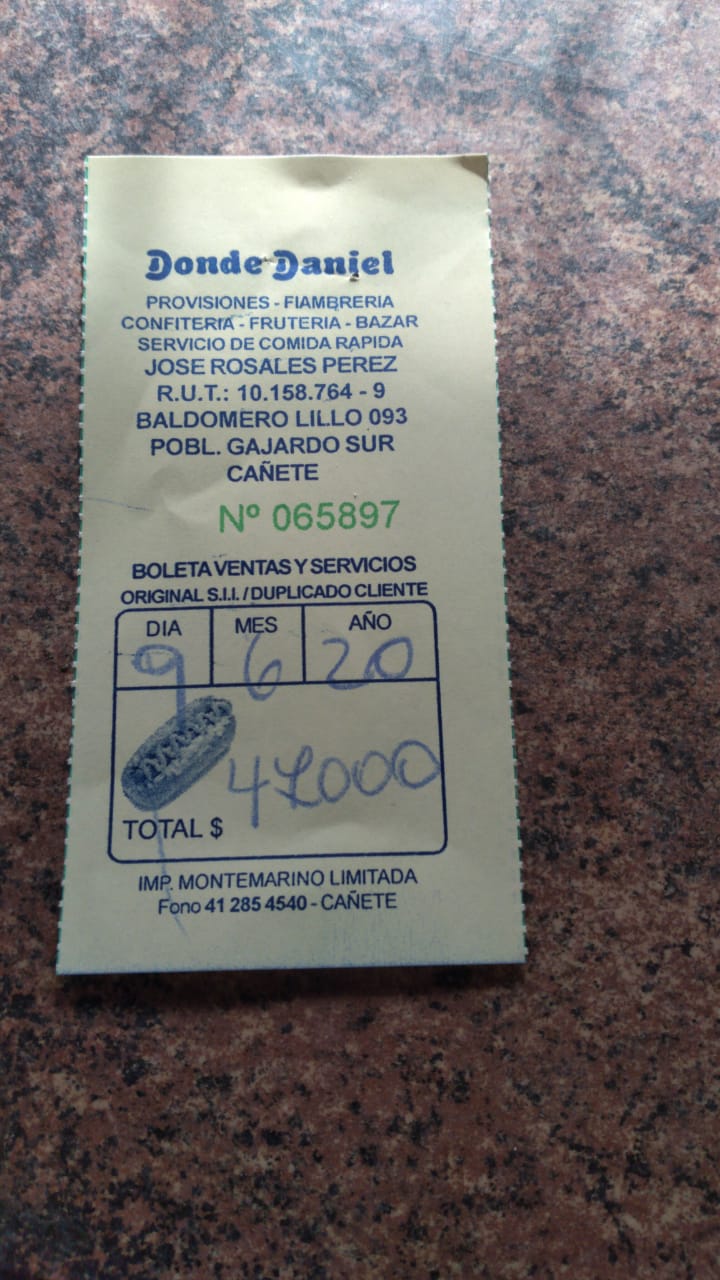 Donde Daniel
PROVISIONES - FIAMBRERIA
CONFITERIA - FRUTERIA - BAZAR
SERVICIO DE COMIDA RAPIDA
JOSE ROSALES PEREZ
R.U.T.: 10.158.764 - 9
BALDOMERO LILLO 093
POBL. GAJARDO SUR
CAÑETE
Nº 065897
BOLETA VENTAS Y SERVICIOS
ORIGINAL S.I.I. / DUPLICADO CLIENTE
DIA MES AÑO
9 6 20
TOTAL $
IMP. MONTEMARINO LIMITADA
Fono 41 285 4540 - CAÑETE